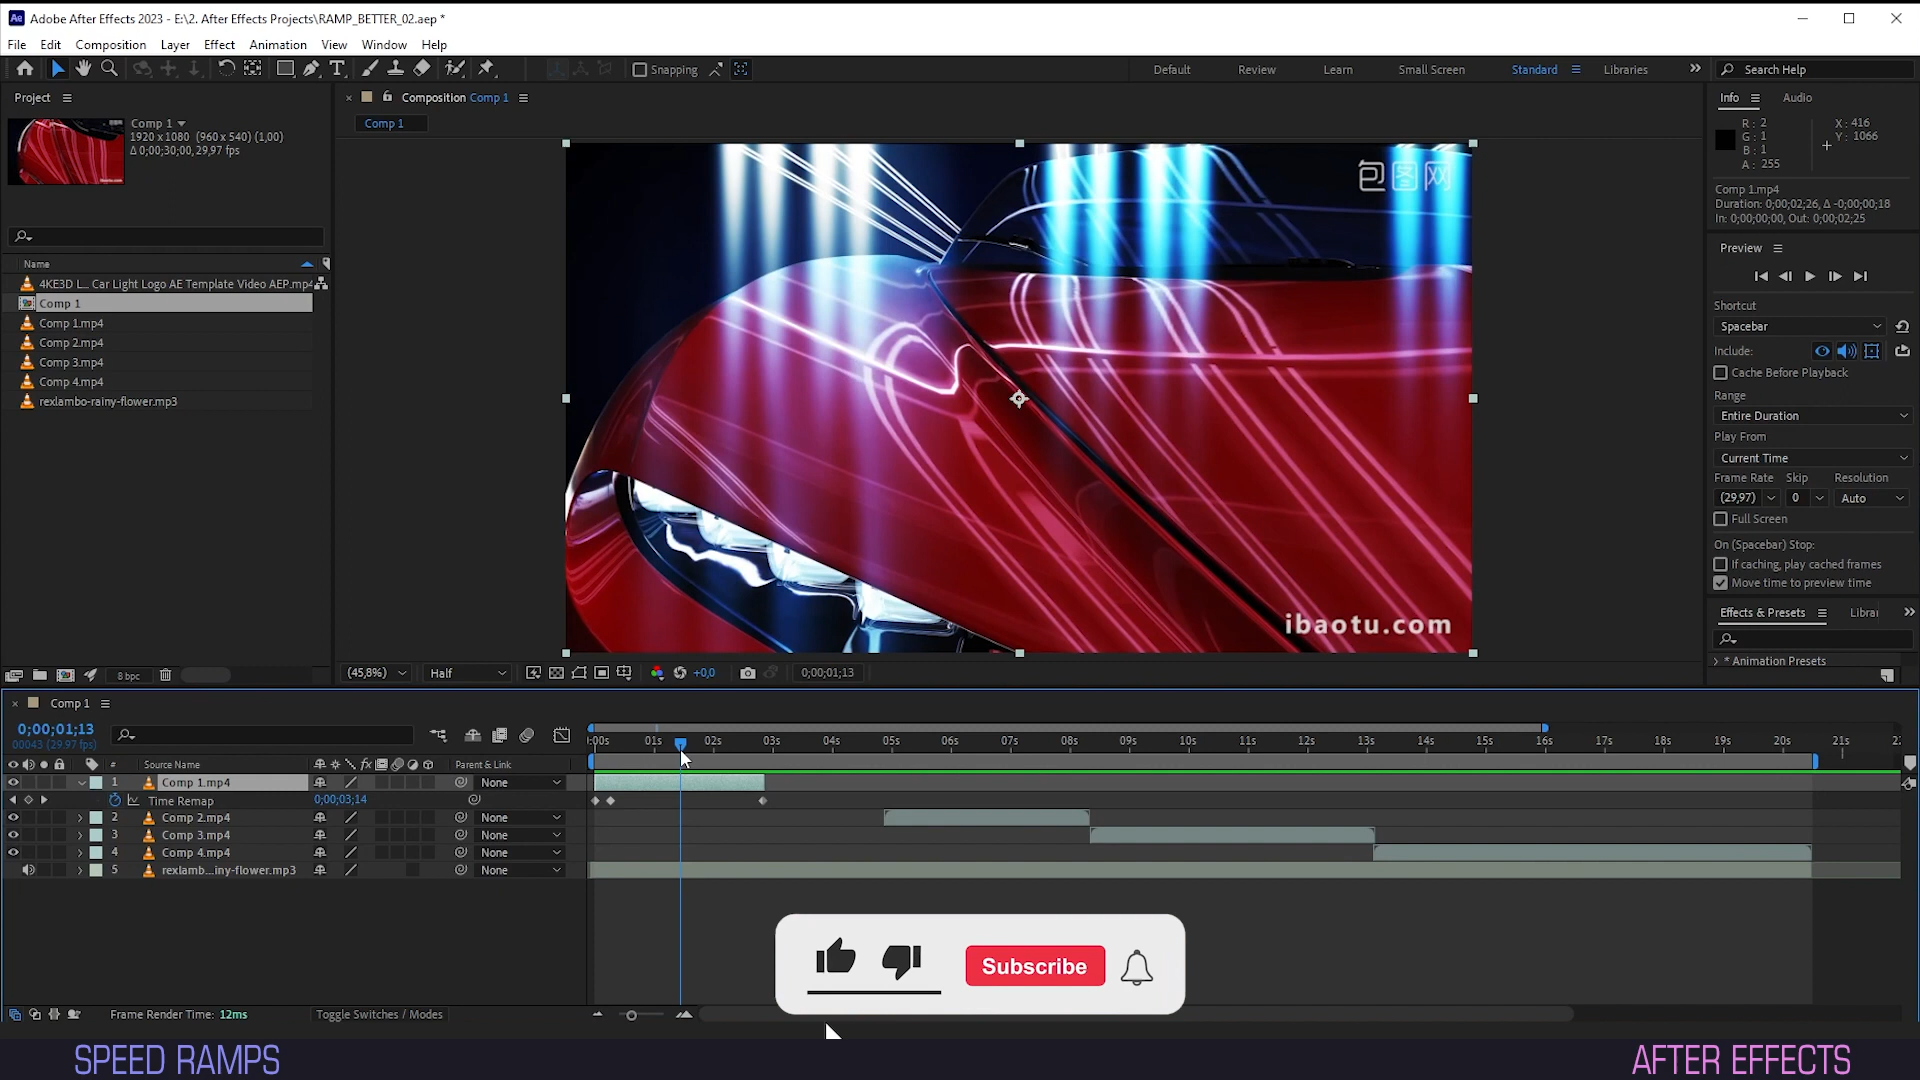 Ae Adobe After Effects 2023 - E:\2. After Effects Projects\RAMP_BETTER_02.aep *
File Edit Composition Layer Effect Animation View Window Help
Snapping Default Review Learn Small Screen Standard Libraries Search Help
Project
Comp 1
1920 x 1080 (960 x 540) (1,00)
Δ 0;00;30;00, 29,97 fps
Name
4KE3D L... Car Light Logo AE Template Video AEP.mp4
Comp 1
Comp 1.mp4
Comp 2.mp4
Comp 3.mp4
Comp 4.mp4
rexlambo-rainy-flower.mp3
8 bpc
Composition Comp 1
Comp 1
包图网
ibaotu.com
(45,8%) Half +0,0 0;00;01;13
Info Audio
R: 2
G: 1
B: 1
A: 255
X: 416
Y: 1066
Comp 1.mp4
Duration: 0;00;02;26, Δ -0;00;00;18
In: 0;00;00;00, Out: 0;00;02;25
Preview
Shortcut
Spacebar
Include:
Cache Before Playback
Range
Entire Duration
Play From
Current Time
Frame Rate Skip Resolution
(29,97) 0 Auto
Full Screen
On (Spacebar) Stop:
If caching, play cached frames
Move time to preview time
Effects & Presets Librar
* Animation Presets
Comp 1
0;00;01;13
00043 (29.97 fps)
:00s 01s 02s 03s 04s 05s 06s 07s 08s 09s 10s 11s 12s 13s 14s 15s 16s 17s 18s 19s 20s 21s 22
# Source Name fx Parent & Link
1 Comp 1.mp4 None
Time Remap 0;00;03;14
2 Comp 2.mp4 None
3 Comp 3.mp4 None
4 Comp 4.mp4 None
5 rexlamb...iny-flower.mp3 None
Subscribe
Frame Render Time: 12ms Toggle Switches / Modes
SPEED RAMPS
AFTER EFFECTS